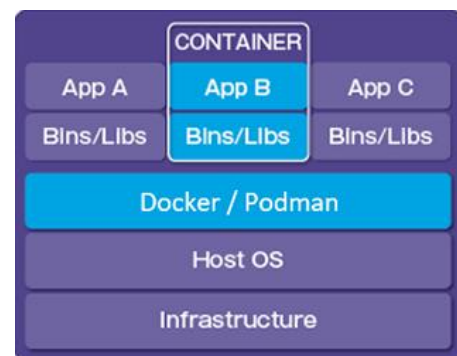 CONTAINER
App A App B App C
Bins/Libs Bins/Libs Bins/Libs
Docker / Podman
Host OS
Infrastructure